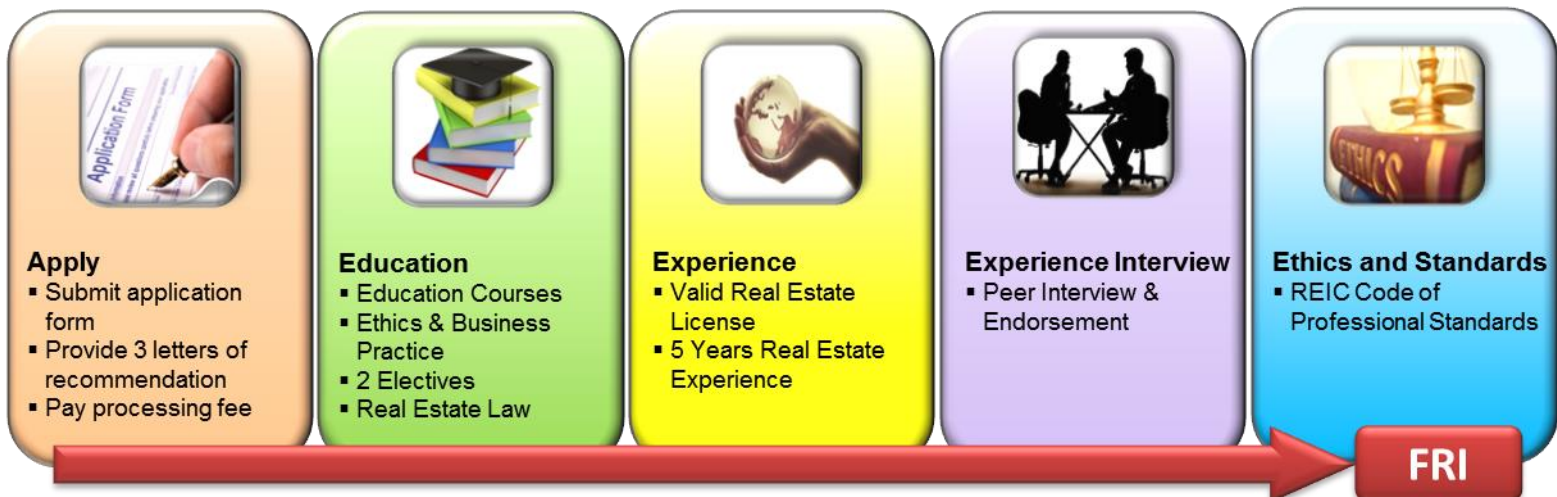 Application Form
ETHICS
Apply
▪ Submit application
form
▪ Provide 3 letters of
recommendation
▪ Pay processing fee
Education
▪ Education Courses
▪ Ethics & Business
Practice
▪ 2 Electives
▪ Real Estate Law
Experience
▪ Valid Real Estate
License
▪ 5 Years Real Estate
Experience
Experience Interview
▪ Peer Interview &
Endorsement
Ethics and Standards
▪ REIC Code of
Professional Standards
FRI